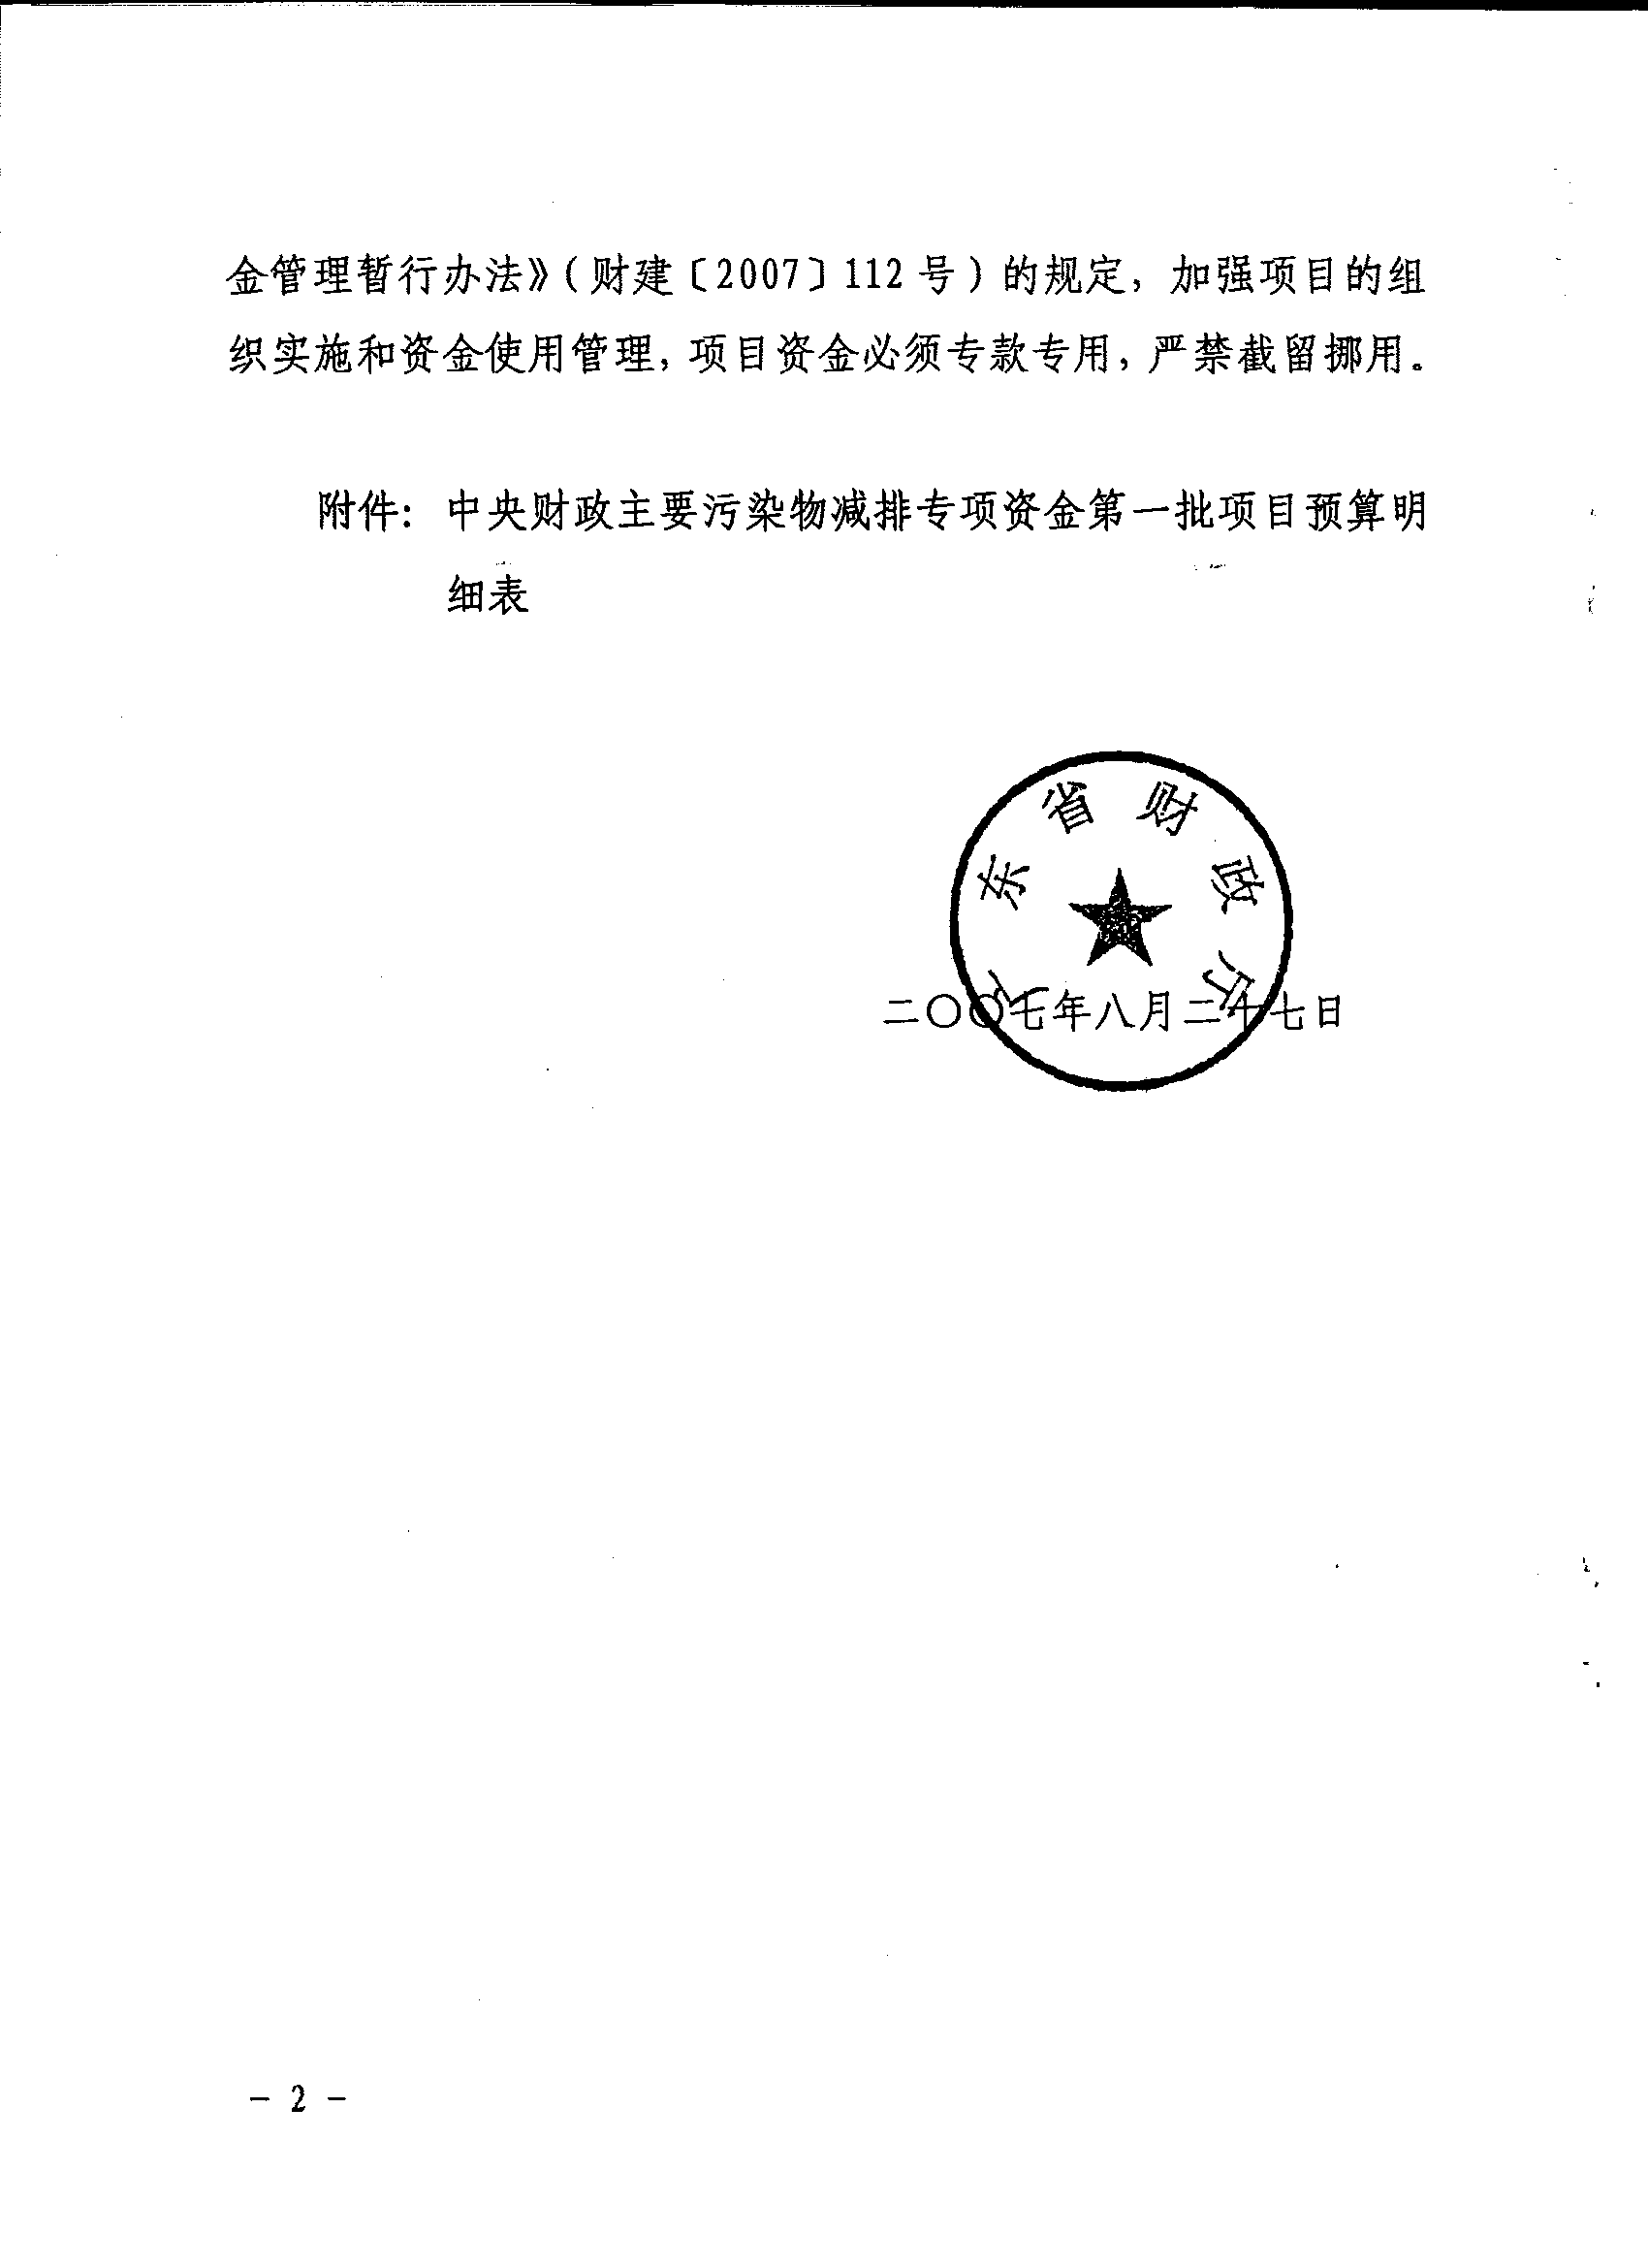 金管理暂行办法》（财建〔2007〕112号）的规定，加强项目的组
织实施和资金使用管理，项目资金必须专款专用，严禁截留挪用。
附件：中央财政主要污染物减排专项资金第一批项目预算明
细表
广东省财政厅
二〇〇七年八月二十七日
- 2 -